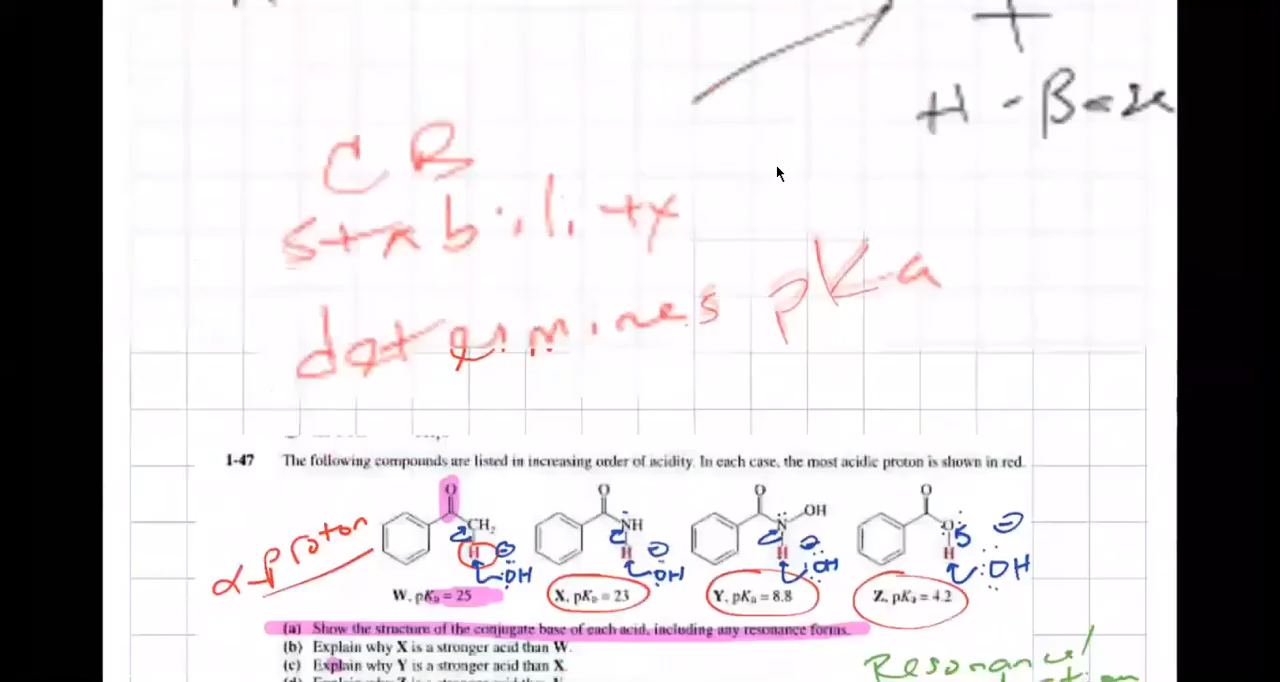 H - Base
CB
stability
determines pKa
1-47 The following compounds are listed in increasing order of acidity. In each case, the most acidic proton is shown in red.
O O O O
CH₂ NH N OH O
H H H H
⊖ ⊖ ⊖ ⊖
:OH :OH :OH :OH
α-proton
W. pKa = 25 X. pKa = 23 Y. pKa = 8.8 Z. pKa = 4.2
(a) Show the structure of the conjugate base of each acid, including any resonance forms.
(b) Explain why X is a stronger acid than W.
(c) Explain why Y is a stronger acid than X.
Resonance/